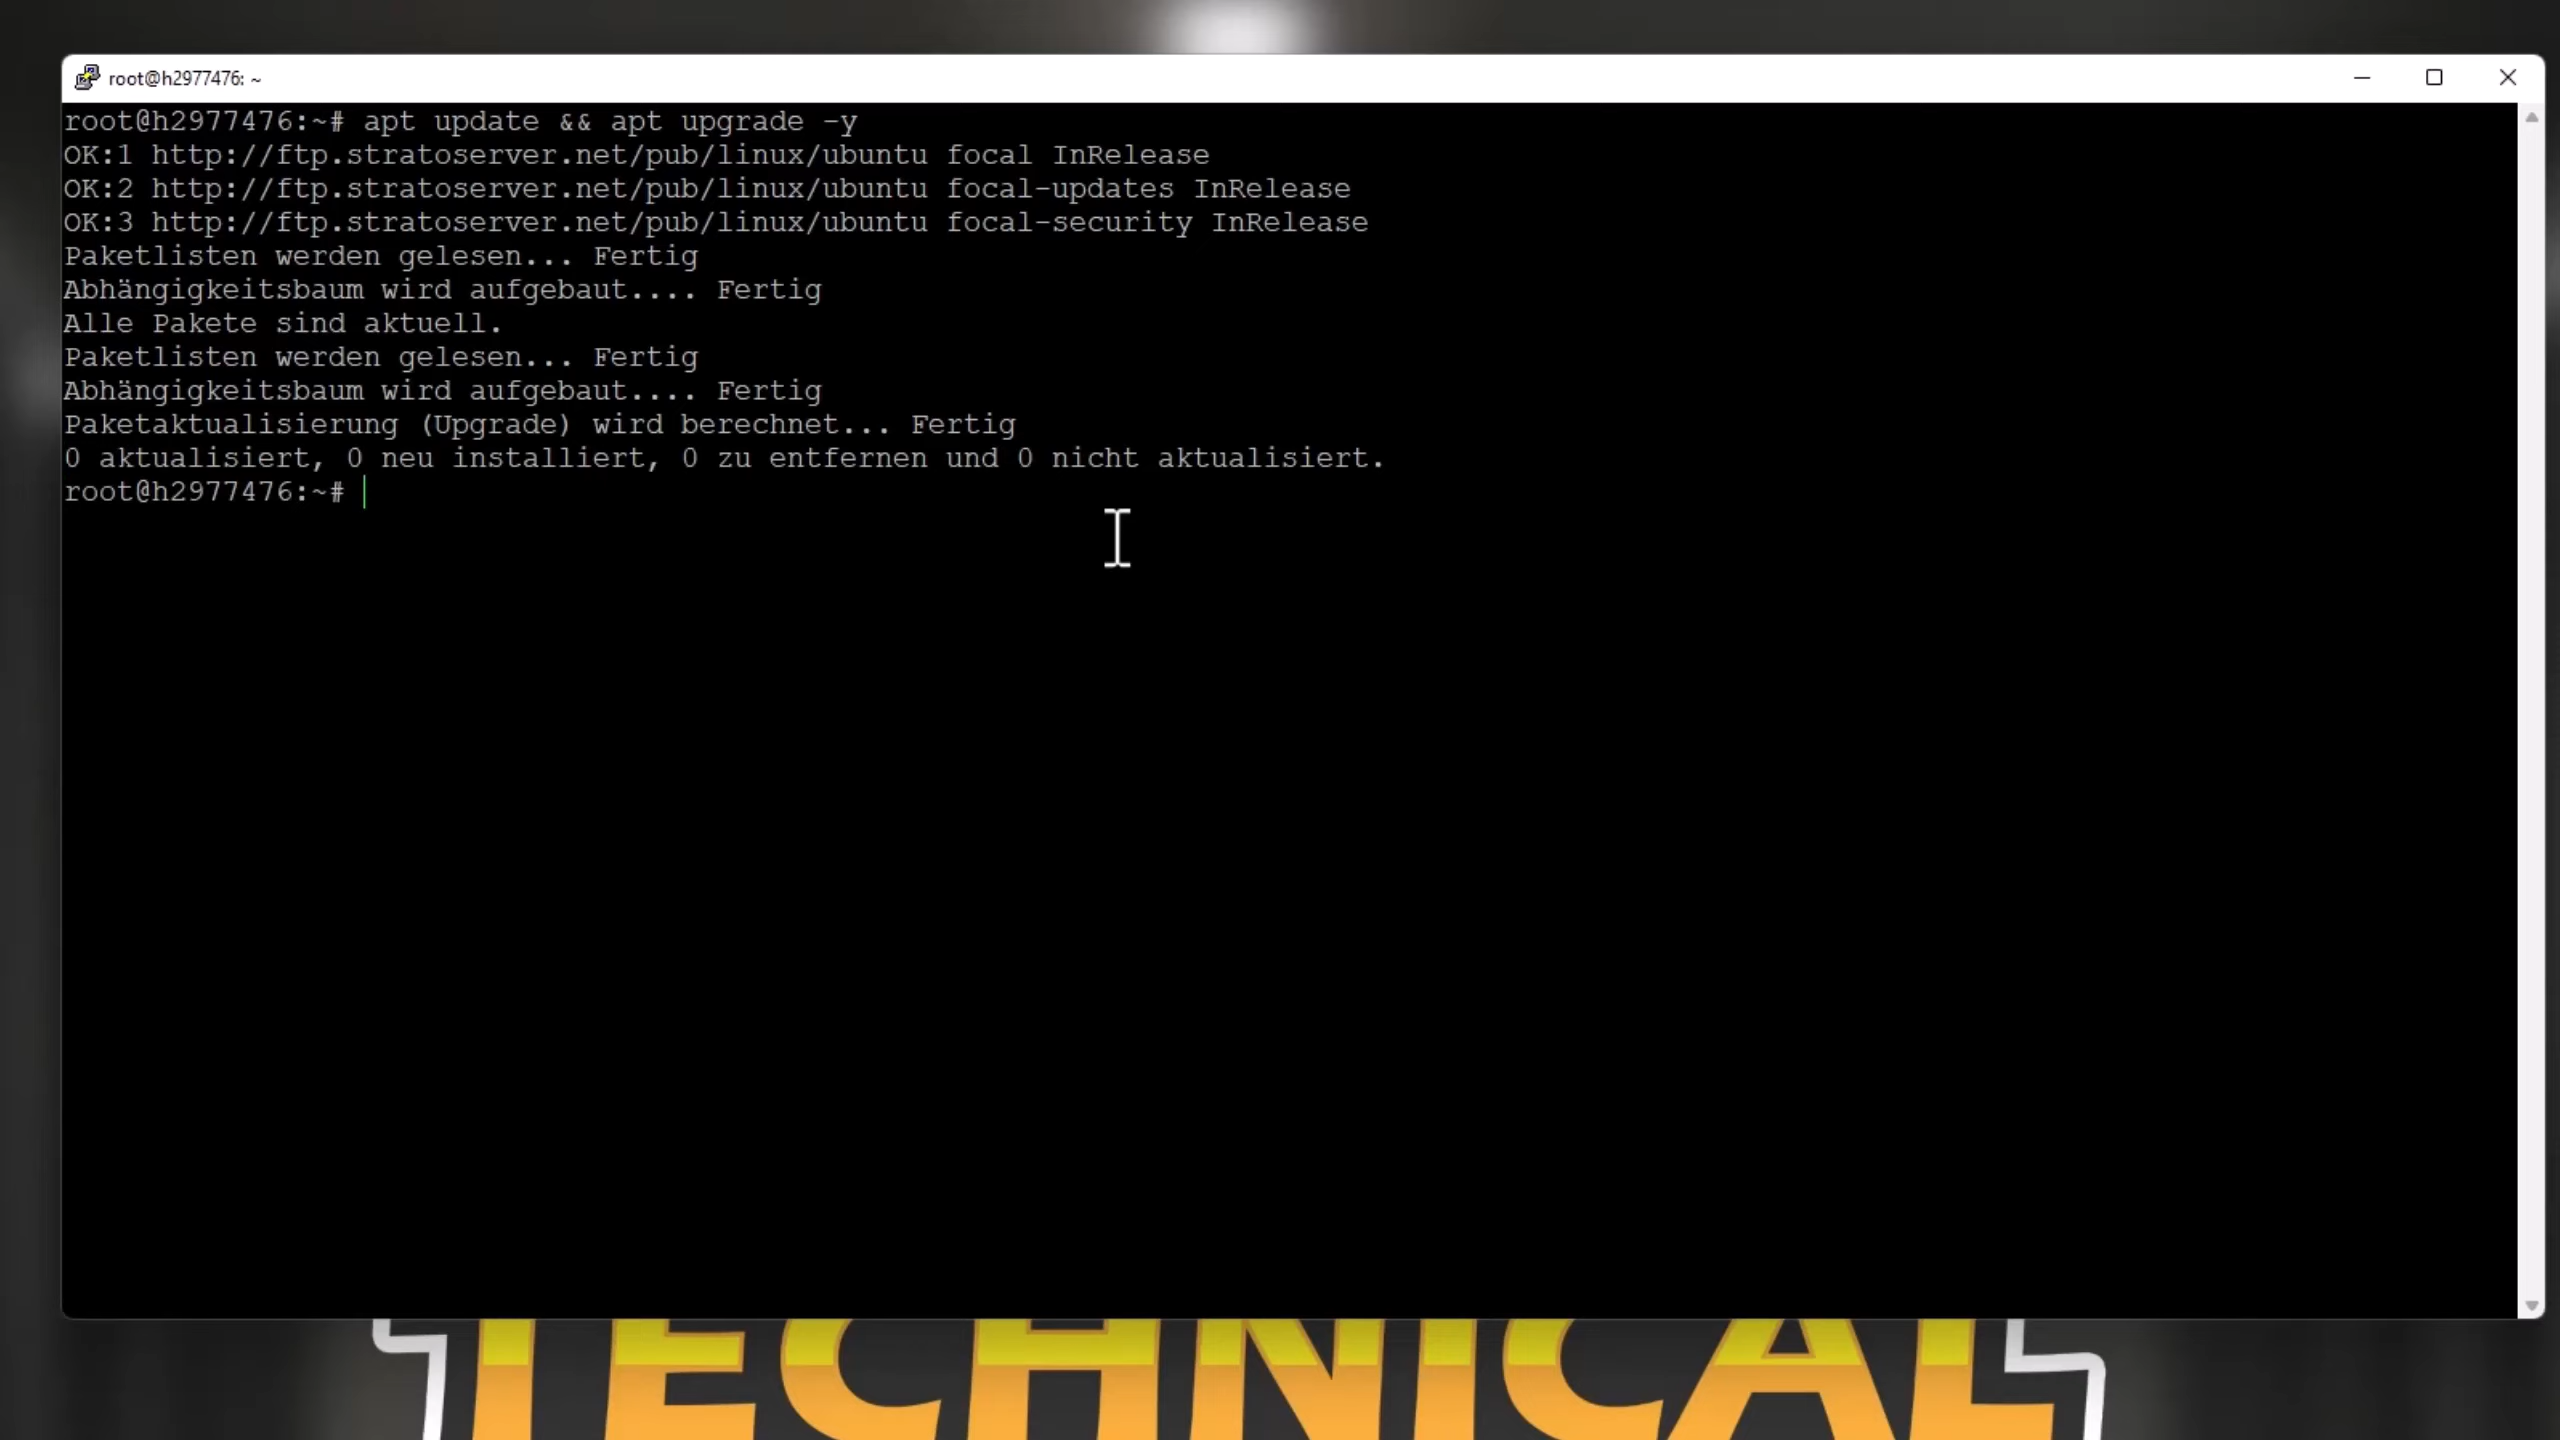 root@h2977476: ~
root@h2977476:~# apt update && apt upgrade -y
OK:1 http://ftp.stratoserver.net/pub/linux/ubuntu focal InRelease
OK:2 http://ftp.stratoserver.net/pub/linux/ubuntu focal-updates InRelease
OK:3 http://ftp.stratoserver.net/pub/linux/ubuntu focal-security InRelease
Paketlisten werden gelesen... Fertig
Abhängigkeitsbaum wird aufgebaut.... Fertig
Alle Pakete sind aktuell.
Paketlisten werden gelesen... Fertig
Abhängigkeitsbaum wird aufgebaut.... Fertig
Paketaktualisierung (Upgrade) wird berechnet... Fertig
0 aktualisiert, 0 neu installiert, 0 zu entfernen und 0 nicht aktualisiert.
root@h2977476:~#
TECHNICAL